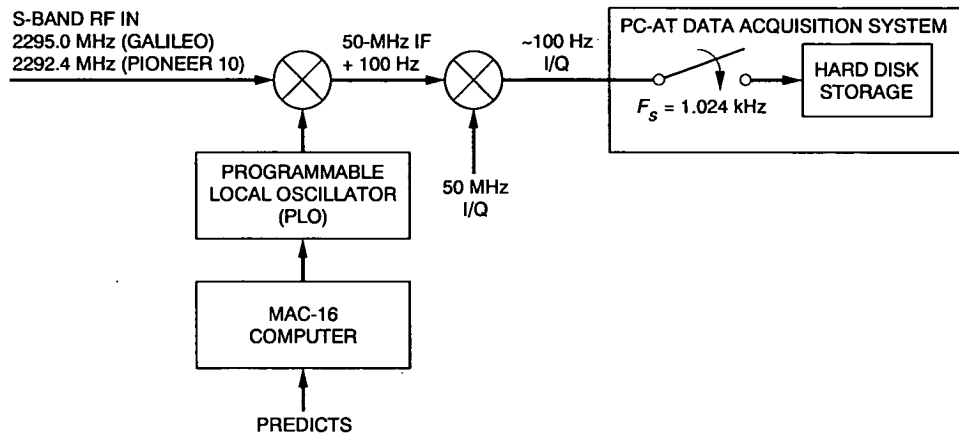 S-BAND RF IN
2295.0 MHz (GALILEO)
2292.4 MHz (PIONEER 10)
50-MHz IF
+ 100 Hz
~100 Hz
I/Q
PC-AT DATA ACQUISITION SYSTEM
HARD DISK
STORAGE
FS = 1.024 kHz
PROGRAMMABLE
LOCAL OSCILLATOR
(PLO)
50 MHz
I/Q
MAC-16
COMPUTER
PREDICTS